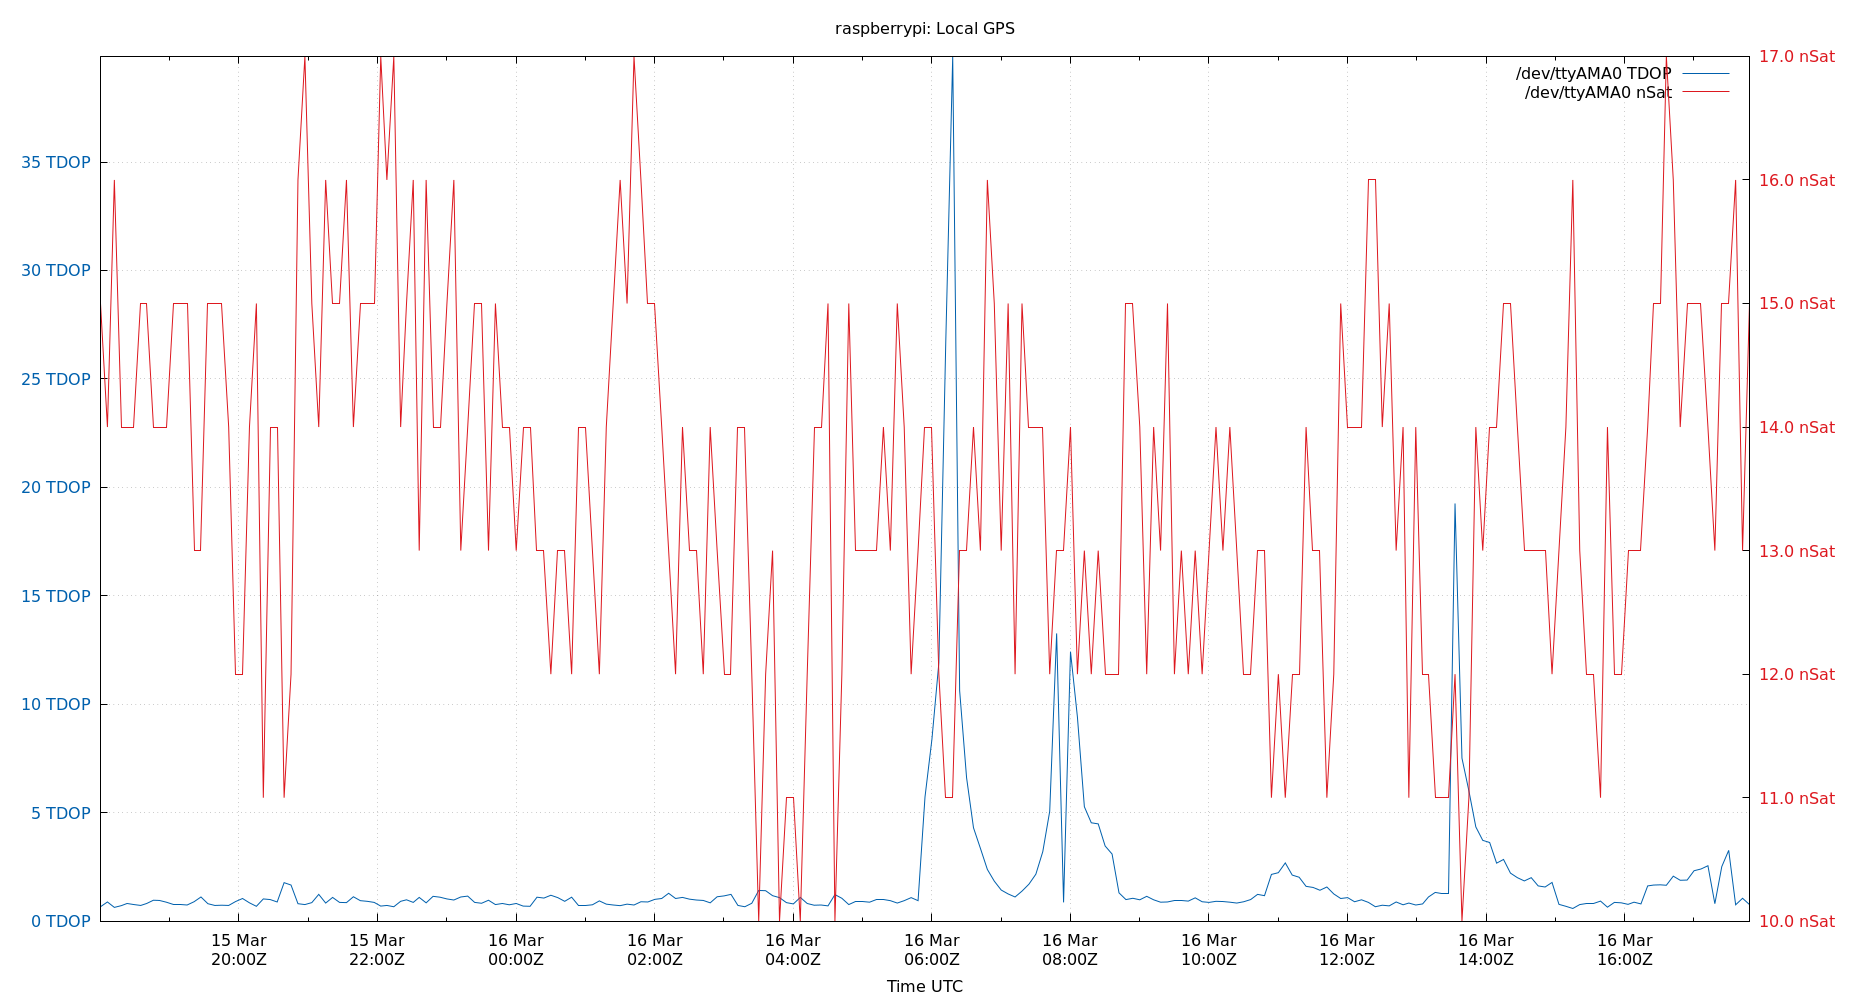 raspberrypi: Local GPS
/dev/ttyAMA0 TDOP
/dev/ttyAMA0 nSat
35 TDOP
30 TDOP
25 TDOP
20 TDOP
15 TDOP
10 TDOP
5 TDOP
0 TDOP
17.0 nSat
16.0 nSat
15.0 nSat
14.0 nSat
13.0 nSat
12.0 nSat
11.0 nSat
10.0 nSat
15 Mar
20:00Z
15 Mar
22:00Z
16 Mar
00:00Z
16 Mar
02:00Z
16 Mar
04:00Z
16 Mar
06:00Z
16 Mar
08:00Z
16 Mar
10:00Z
16 Mar
12:00Z
16 Mar
14:00Z
16 Mar
16:00Z
Time UTC